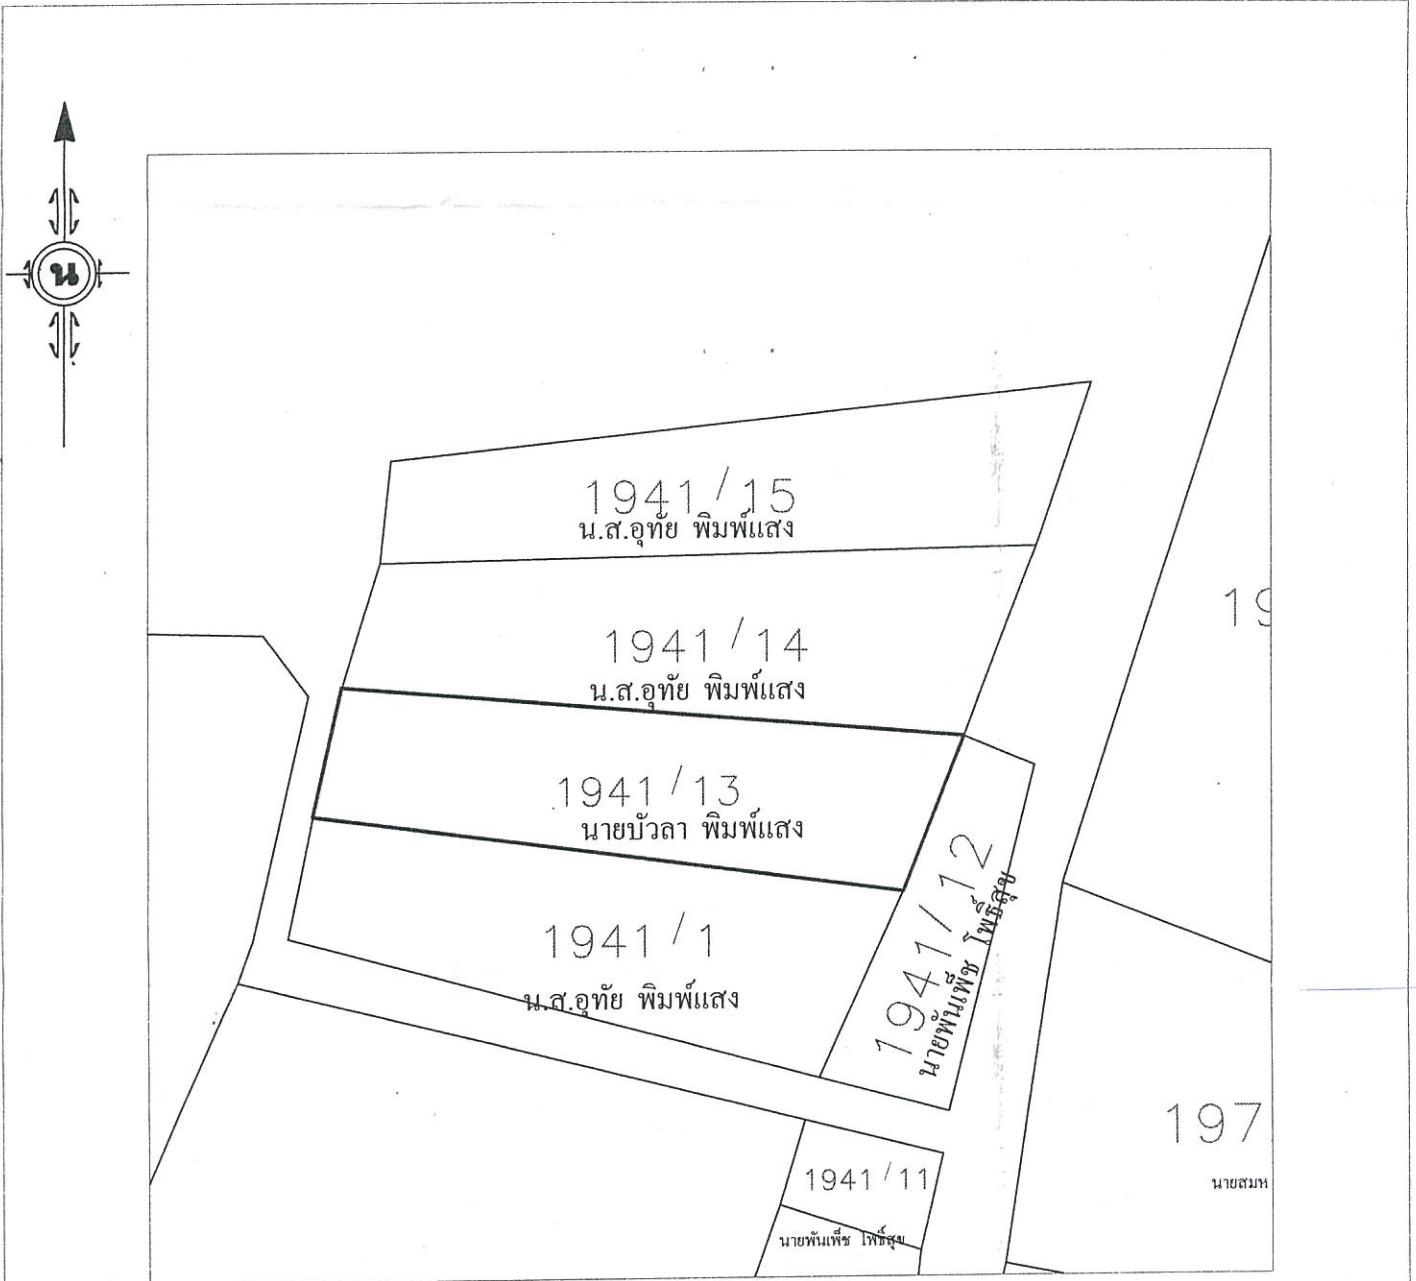 น
1941/15
น.ส.อุทัย พิมพ์แสง
19
1941/14
น.ส.อุทัย พิมพ์แสง
1941/13
นายบัวลา พิมพ์แสง
1941/12
นายพันเพ็ช โพธิ์สุข
1941/1
น.ส.อุทัย พิมพ์แสง
197
นายสมห
1941/11
นายพันเพ็ช โพธิ์สุข